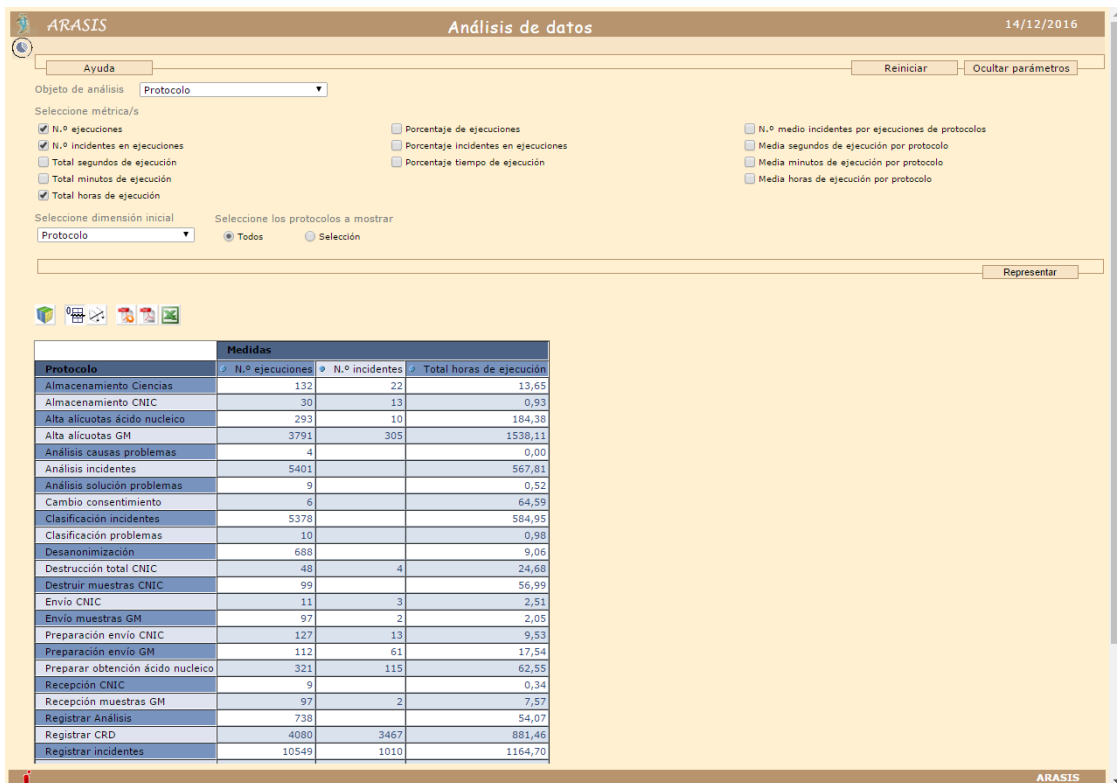 ARASIS Análisis de datos 14/12/2016
Ayuda Reiniciar Ocultar parámetros
Objeto de análisis Protocolo
Seleccione métrica/s
N.º ejecuciones Porcentaje de ejecuciones N.º medio incidentes por ejecuciones de protocolos
N.º incidentes en ejecuciones Porcentaje incidentes en ejecuciones Media segundos de ejecución por protocolo
Total segundos de ejecución Porcentaje tiempo de ejecución Media minutos de ejecución por protocolo
Total minutos de ejecución Media horas de ejecución por protocolo
Total horas de ejecución
Seleccione dimensión inicial Seleccione los protocolos a mostrar
Protocolo Todos Selección
Representar
Medidas
Protocolo N.º ejecuciones N.º incidentes Total horas de ejecución
Almacenamiento Ciencias 132 22 13,65
Almacenamiento CNIC 30 13 0,93
Alta alícuotas ácido nucleico 293 10 184,38
Alta alícuotas GM 3791 305 1538,11
Análisis causas problemas 4 0,00
Análisis incidentes 5401 567,81
Análisis solución problemas 9 0,52
Cambio consentimiento 6 64,59
Clasificación incidentes 5378 584,95
Clasificación problemas 10 0,98
Desanonimización 688 9,06
Destrucción total CNIC 48 4 24,68
Destruir muestras CNIC 99 56,99
Envío CNIC 11 3 2,51
Envío muestras GM 97 2 2,05
Preparación envío CNIC 127 13 9,53
Preparación envío GM 112 61 17,54
Preparar obtención ácido nucleico 321 115 62,55
Recepción CNIC 9 0,34
Recepción muestras GM 97 2 7,57
Registrar Análisis 738 54,07
Registrar CRD 4080 3467 881,46
Registrar incidentes 10549 1010 1164,70
ARASIS